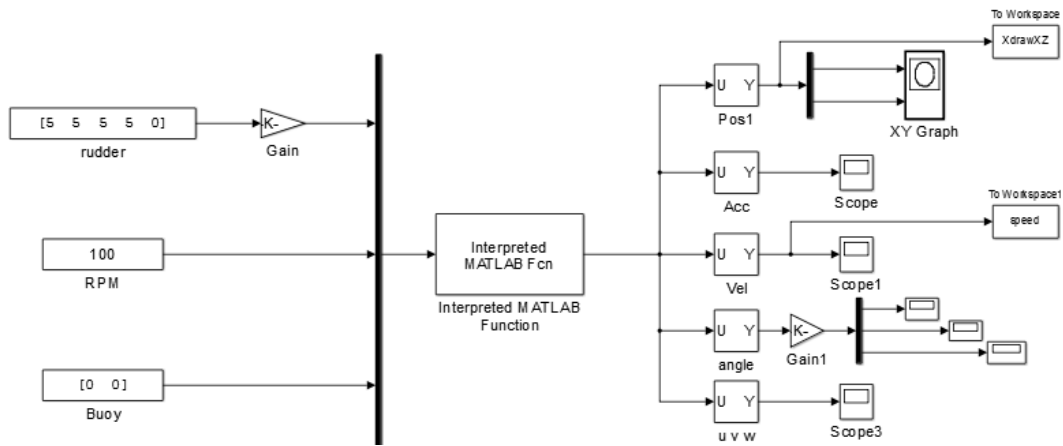 To Workspace
XdrawXZ
U Y
Pos1
XY Graph
[5 5 5 5 0]
rudder
-K-
Gain
U Y
Acc
Scope
To Workspace1
speed
Interpreted
MATLAB Fcn
Interpreted MATLAB
Function
100
RPM
U Y
Vel
Scope1
U Y
angle
-K-
Gain1
[0 0]
Buoy
U Y
u v w
Scope3